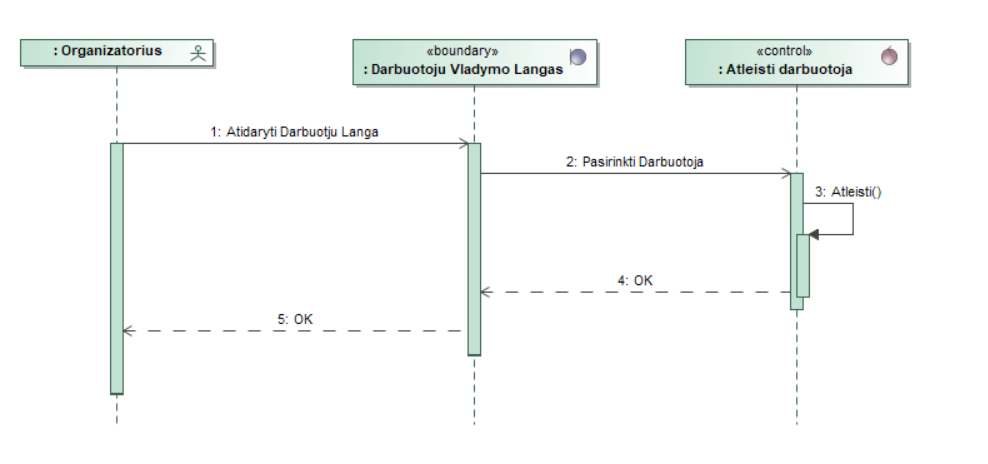 : Organizatorius
«boundary»
: Darbuotoju Vladymo Langas
«control»
: Atleisti darbuotoja
1: Atidaryti Darbuotju Langa
2: Pasirinkti Darbuotoja
3: Atleisti()
4: OK
5: OK